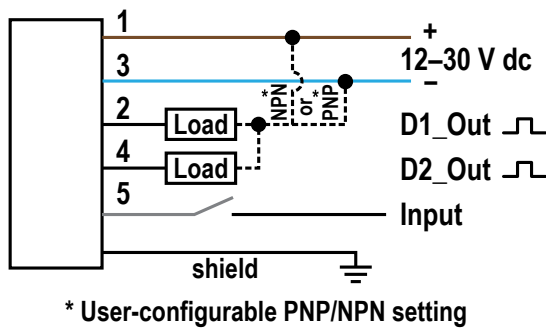 1
+
12–30 V dc
3
–
* NPN
or
* PNP
2
Load
D1_Out
4
Load
D2_Out
5
Input
shield
* User-configurable PNP/NPN setting